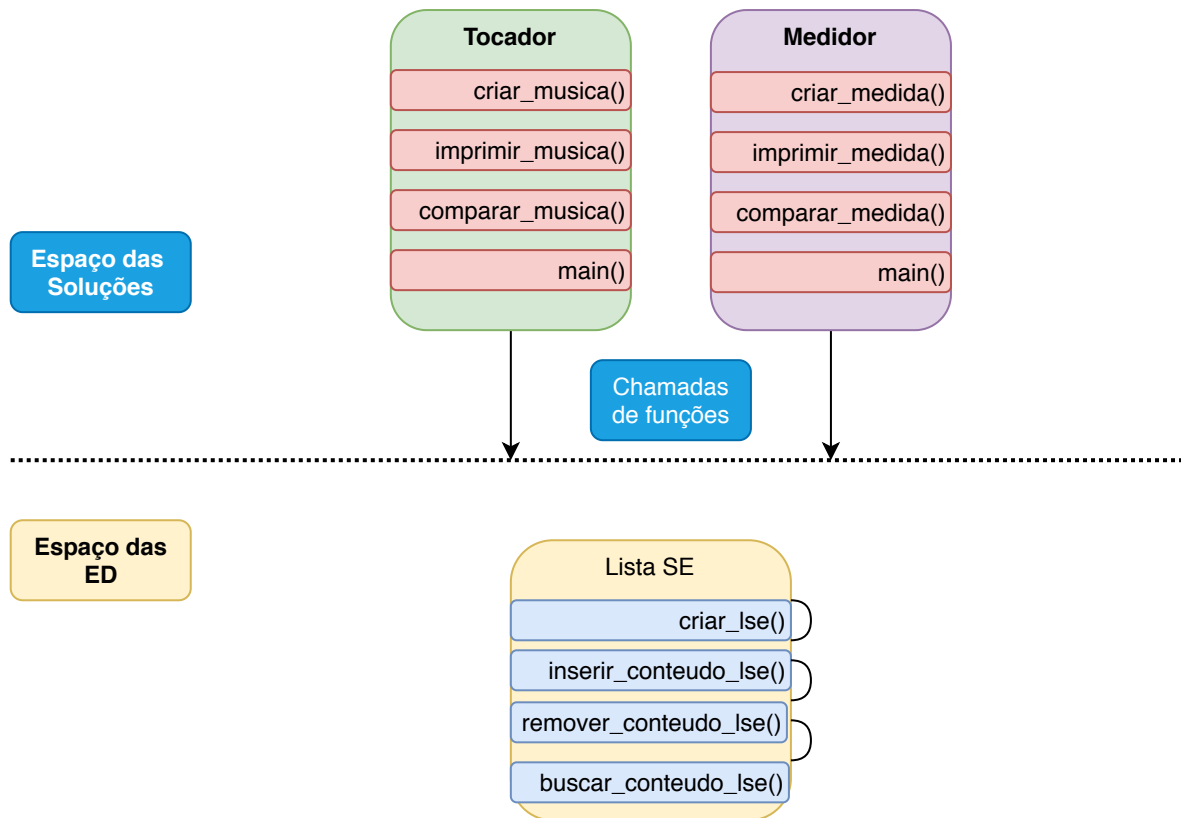 Tocador
criar_musica()
imprimir_musica()
comparar_musica()
main()
Medidor
criar_medida()
imprimir_medida()
comparar_medida()
main()
Espaço das
Soluções
Chamadas
de funções
Espaço das
ED
Lista SE
criar_lse()
inserir_conteudo_lse()
remover_conteudo_lse()
buscar_conteudo_lse()